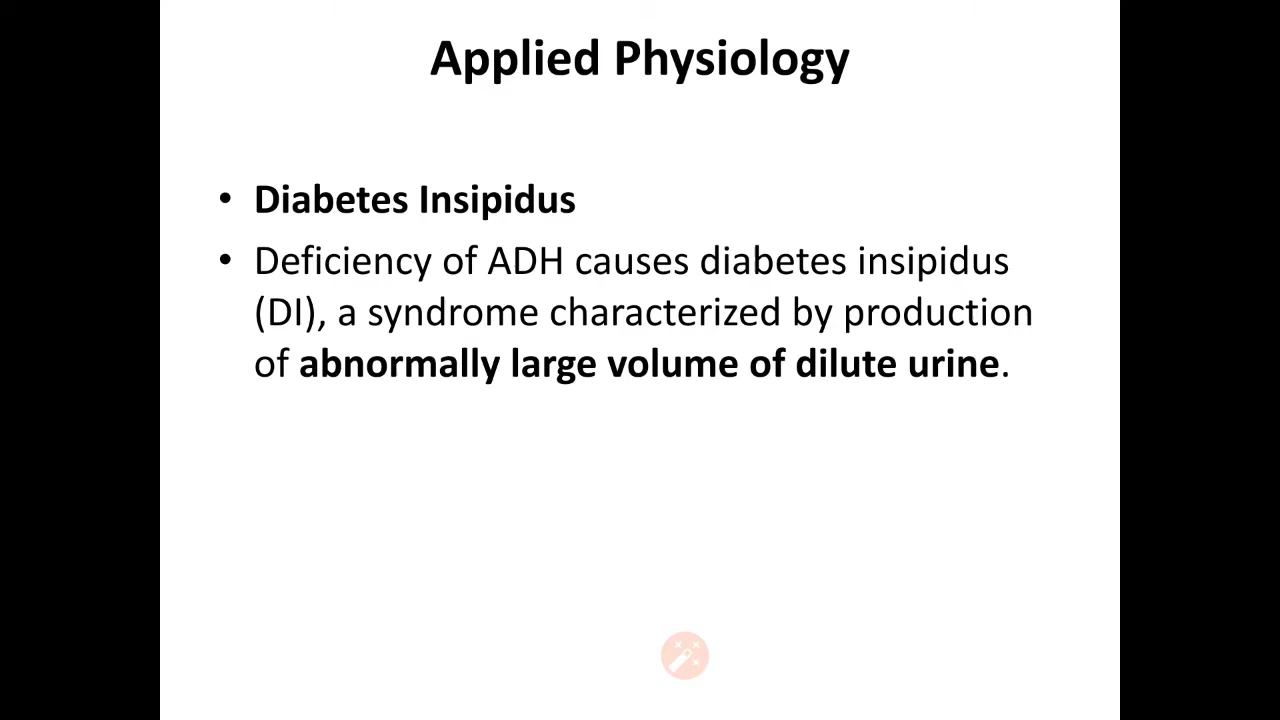 Applied Physiology
• Diabetes Insipidus
• Deficiency of ADH causes diabetes insipidus
(DI), a syndrome characterized by production
of abnormally large volume of dilute urine.